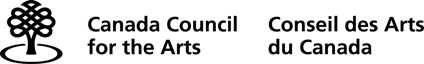 Canada Council
for the Arts
Conseil des Arts
du Canada